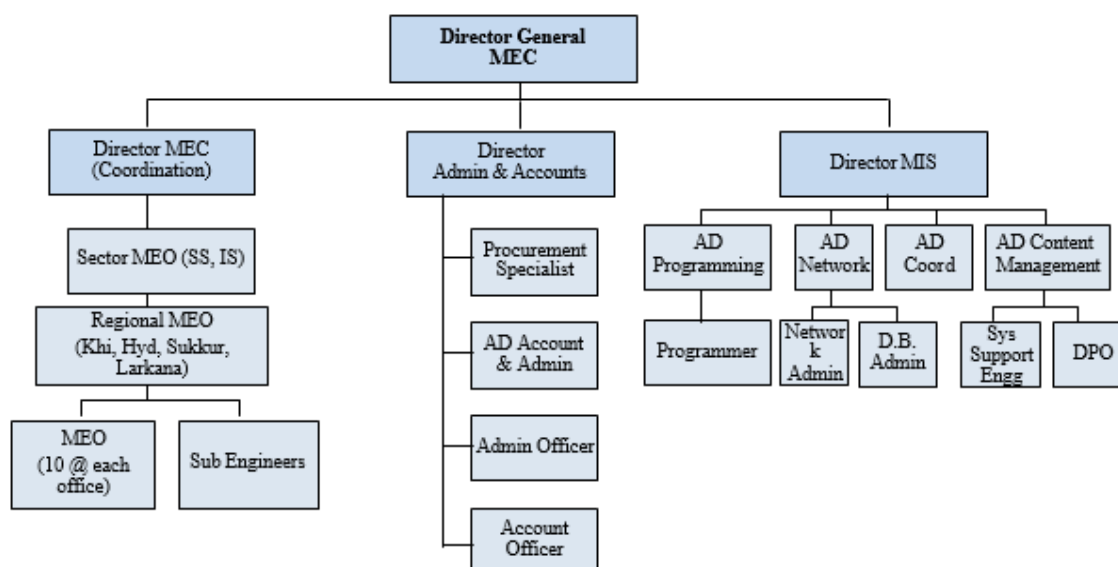 Director General
MEC
Director MEC
(Coordination)
Director
Admin & Accounts
Director MIS
Sector MEO (SS, IS)
Regional MEO
(Khi, Hyd, Sukkur,
Larkana)
MEO
(10 @ each
office)
Sub Engineers
Procurement
Specialist
AD Account
& Admin
Admin Officer
Account
Officer
AD
Programming
AD
Network
AD
Coord
AD Content
Management
Programmer
Networ
k
Admin
D.B.
Admin
Sys
Support
Engg
DPO